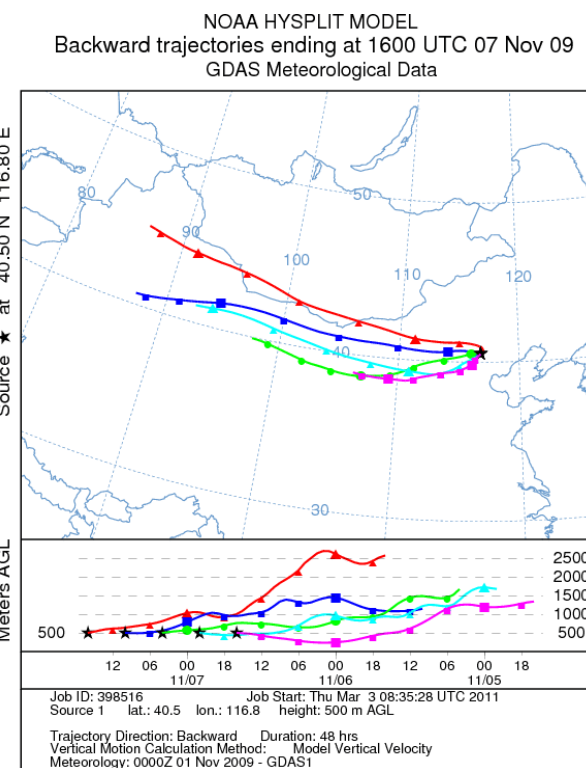 NOAA HYSPLIT MODEL
Backward trajectories ending at 1600 UTC 07 Nov 09
GDAS Meteorological Data
Source ★ at 40.50 N 116.80 E
80
90
100
110
120
50
40
30
Meters AGL
500
2500
2000
1500
1000
500
12 06 00 18 12 06 00 18 12 06 00 18
11/07 11/06 11/05
Job ID: 398516 Job Start: Thu Mar 3 08:35:28 UTC 2011
Source 1 lat.: 40.5 lon.: 116.8 height: 500 m AGL
Trajectory Direction: Backward Duration: 48 hrs
Vertical Motion Calculation Method: Model Vertical Velocity
Meteorology: 0000Z 01 Nov 2009 - GDAS1